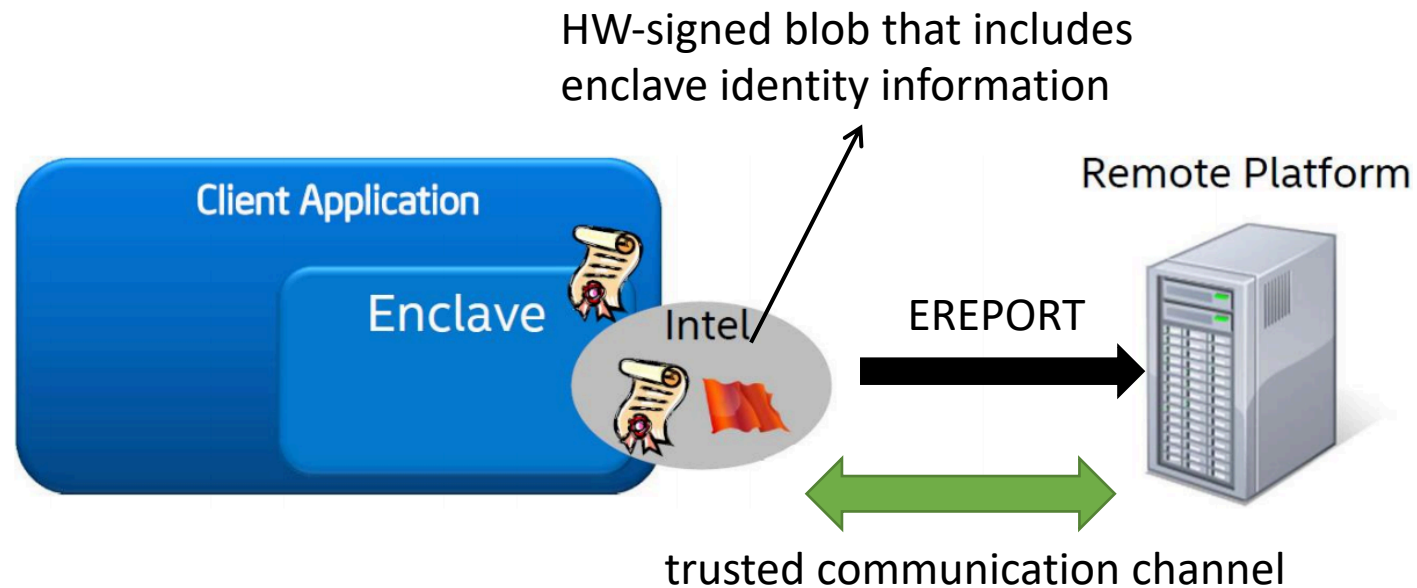 HW-signed blob that includes
enclave identity information
Remote Platform
Client Application
Enclave
Intel
EREPORT
trusted communication channel